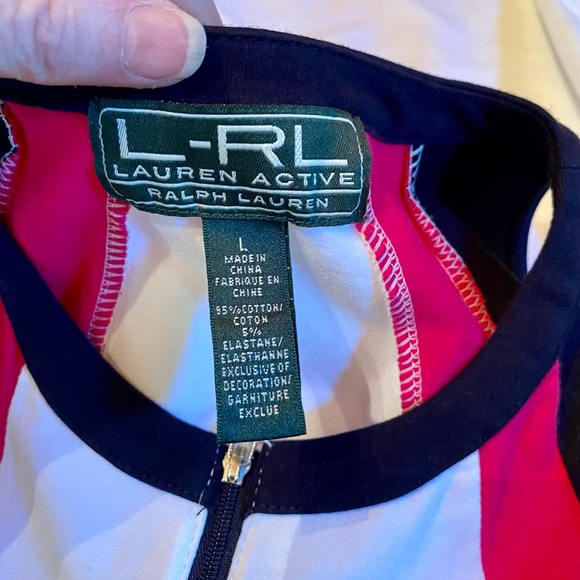 L-RL
LAUREN ACTIVE
RALPH LAUREN
L
MADE IN
CHINA
FABRIQUE EN
CHINE
95% COTTON/
COTON
5%
ELASTANE/
ELASTHANNE
EXCLUSIVE OF
DECORATION/
GARNITURE
EXCLUE